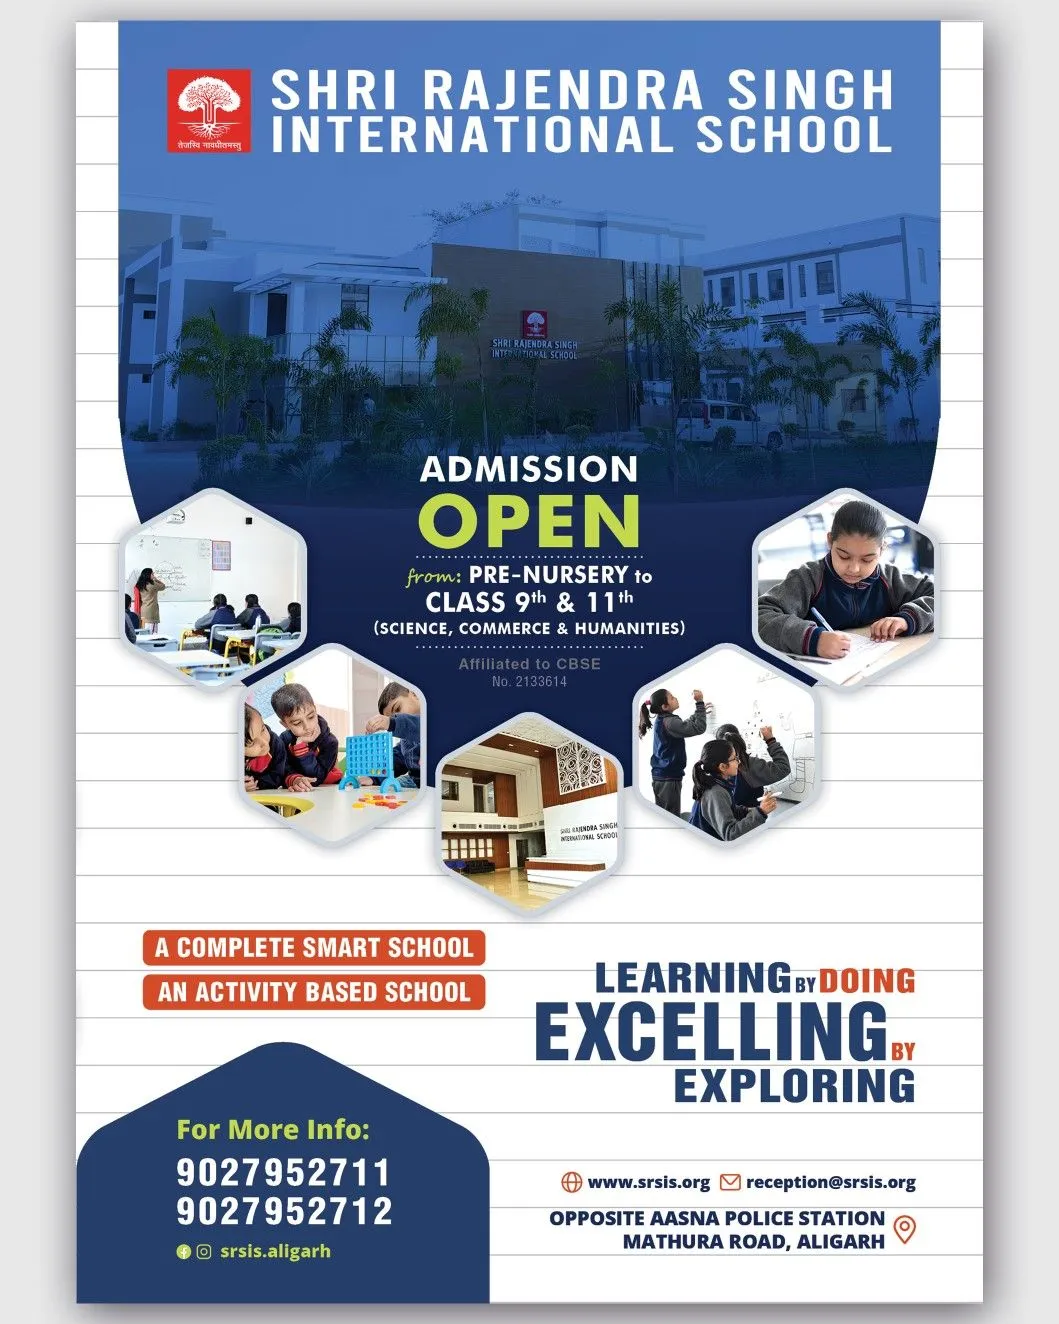 SHRI RAJENDRA SINGH
INTERNATIONAL SCHOOL
तेजस्वि नावधीतमस्तु
SHRI RAJENDRA SINGH
INTERNATIONAL SCHOOL
ADMISSION
OPEN
from: PRE-NURSERY to
CLASS 9th & 11th
(SCIENCE, COMMERCE & HUMANITIES)
Affiliated to CBSE
No. 2133614
SHRI RAJENDRA SINGH
INTERNATIONAL SCHOOL
A COMPLETE SMART SCHOOL
AN ACTIVITY BASED SCHOOL
LEARNING BY DOING
EXCELLING BY
EXPLORING
For More Info:
9027952711
9027952712
srsis.aligarh
www.srsis.org reception@srsis.org
OPPOSITE AASNA POLICE STATION
MATHURA ROAD, ALIGARH